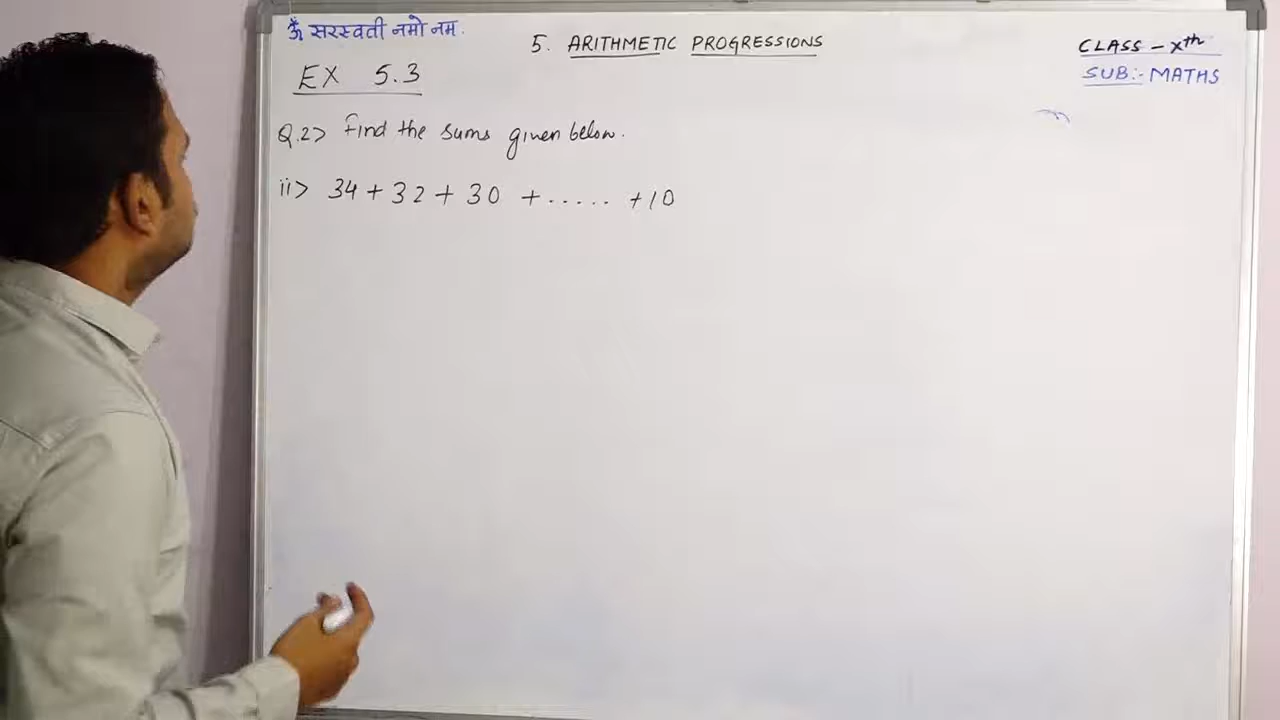 ॐ सरस्वती नमो नम.
5. ARITHMETIC PROGRESSIONS
CLASS - Xth
SUB:- MATHS
EX 5.3
Q.2> Find the sums given below.
ii> 34 + 32 + 30 + ..... + 10